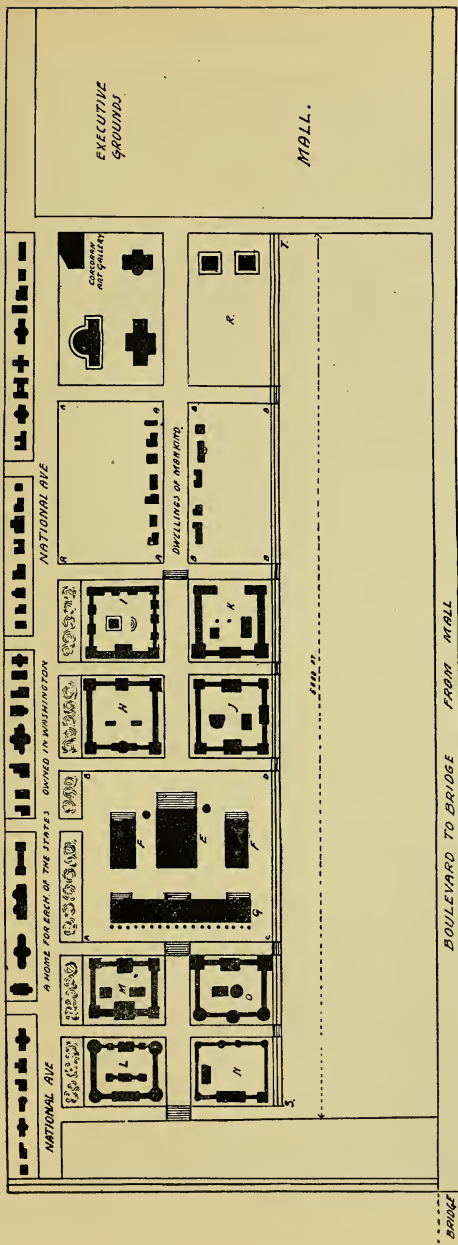 NATIONAL AVE
A HOME FOR EACH. OF THE STATES OWNED IN WASHINGTON
NATIONAL AVE
EXECUTIVE
GROUNDS
MALL.
CORCORAN
ART GALLERY
A
A
A
A
DWELLINGS OF MANKIND.
B
B
B
B
R.
T.
L
M
A
B
F
E
F
G
C
D
H
I
N
O
J
K
S.
FT
BOULEVARD TO BRIDGE FROM MALL
BRIDGE